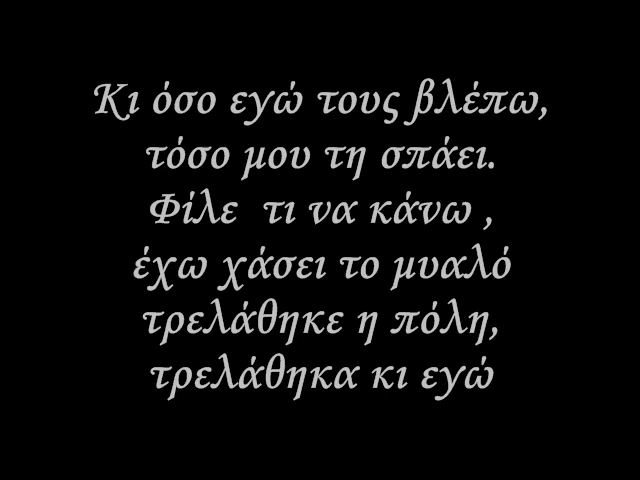 Κι όσο εγώ τους βλέπω,
τόσο μου τη σπάει.
Φίλε  τι να κάνω ,
έχω χάσει το μυαλό
τρελάθηκε η πόλη,
τρελάθηκα κι εγώ